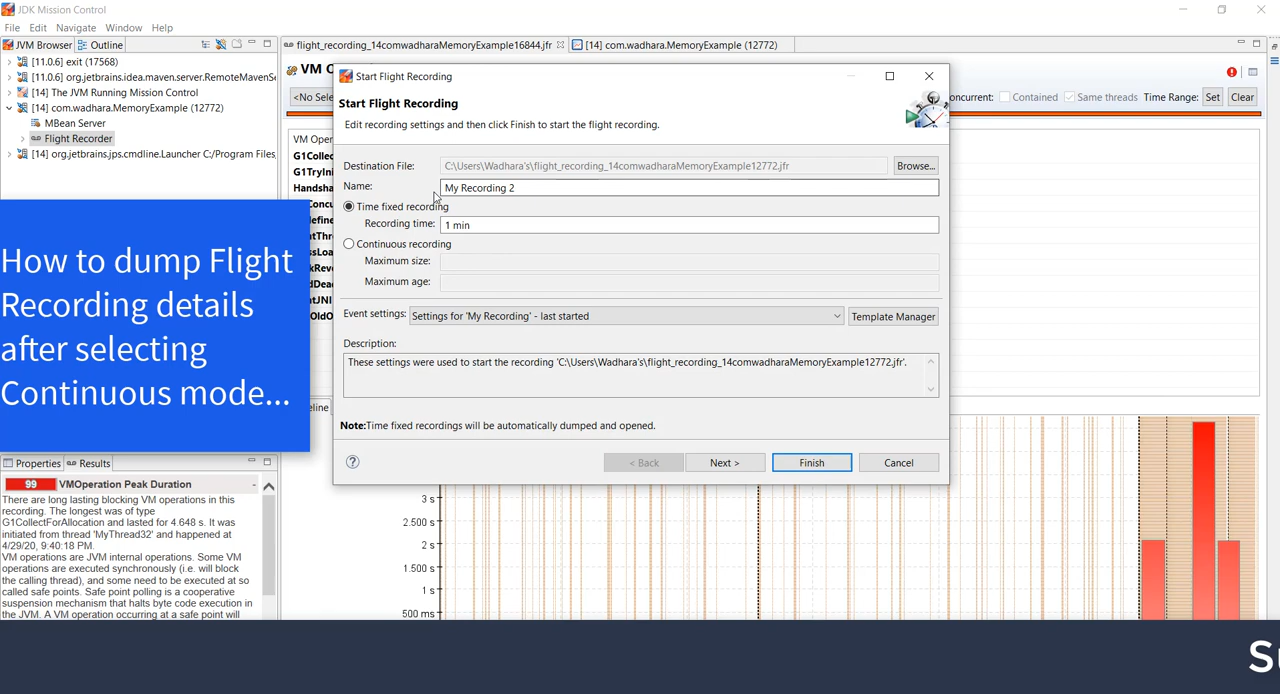 JDK Mission Control
File Edit Navigate Window Help
JVM Browser Outline
flight_recording_14comwadharaMemoryExample16844.jfr
[14] com.wadhara.MemoryExample (12772)
[11.0.6] exit (17568)
[11.0.6] org.jetbrains.idea.maven.server.RemoteMavenSe
[14] The JVM Running Mission Control
[14] com.wadhara.MemoryExample (12772)
MBean Server
Flight Recorder
[14] org.jetbrains.jps.cmdline.Launcher C:/Program Files,
VM O
<No Sele
oncurrent: Contained Same threads Time Range: Set Clear
VM Oper
G1Collec
G1TryIni
Handsha
Start Flight Recording
Start Flight Recording
Edit recording settings and then click Finish to start the flight recording.
Destination File: C:\Users\Wadhara's\flight_recording_14comwadharaMemoryExample12772.jfr Browse...
Name: My Recording 2
Time fixed recording
Recording time: 1 min
Continuous recording
Maximum size:
Maximum age:
Event settings: Settings for 'My Recording' - last started Template Manager
Description:
These settings were used to start the recording 'C:\Users\Wadhara's\flight_recording_14comwadharaMemoryExample12772.jfr'.
Note:Time fixed recordings will be automatically dumped and opened.
< Back Next > Finish Cancel
How to dump Flight
Recording details
after selecting
Continuous mode...
Properties Results
99 VMOperation Peak Duration
There are long lasting blocking VM operations in this
recording. The longest was of type
G1CollectForAllocation and lasted for 4.648 s. It was
initiated from thread 'MyThread32' and happened at
4/29/20, 9:40:18 PM.
VM operations are JVM internal operations. Some VM
operations are executed synchronously (i.e. will block
the calling thread), and some need to be executed at so
called safe points. Safe point polling is a cooperative
suspension mechanism that halts byte code execution in
the JVM. A VM operation occurring at a safe point will
3 s
2.500 s
2 s
1.500 s
1 s
500 ms